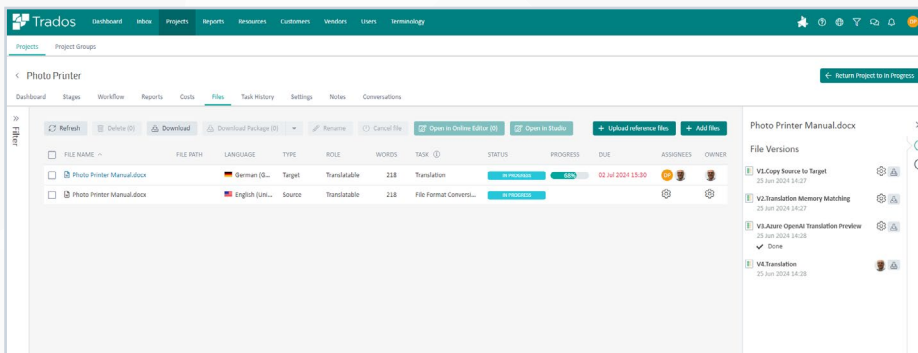 Trados Dashboard Inbox Projects Reports Resources Customers Vendors Users Terminology DP
Projects Project Groups
Photo Printer ← Return Project to In Progress
Dashboard Stages Workflow Reports Costs Files Task History Settings Notes Conversations
Filter
Refresh Delete (0) Download Download Package (0) Rename Cancel file Open in Online Editor (0) Open in Studio + Upload reference files + Add files
FILE NAME FILE PATH LANGUAGE TYPE ROLE WORDS TASK STATUS PROGRESS DUE ASSIGNEES OWNER
Photo Printer Manual.docx German (G... Target Translatable 218 Translation IN PROGRESS 68% 02 Jul 2024 15:30 DP
Photo Printer Manual.docx English (Uni... Source Translatable 218 File Format Conversi... IN PROGRESS
Photo Printer Manual.docx
File Versions
V1.Copy Source to Target
25 Jun 2024 14:27
V2.Translation Memory Matching
25 Jun 2024 14:27
V3.Azure OpenAI Translation Preview
25 Jun 2024 14:28
✓ Done
V4.Translation
25 Jun 2024 14:28